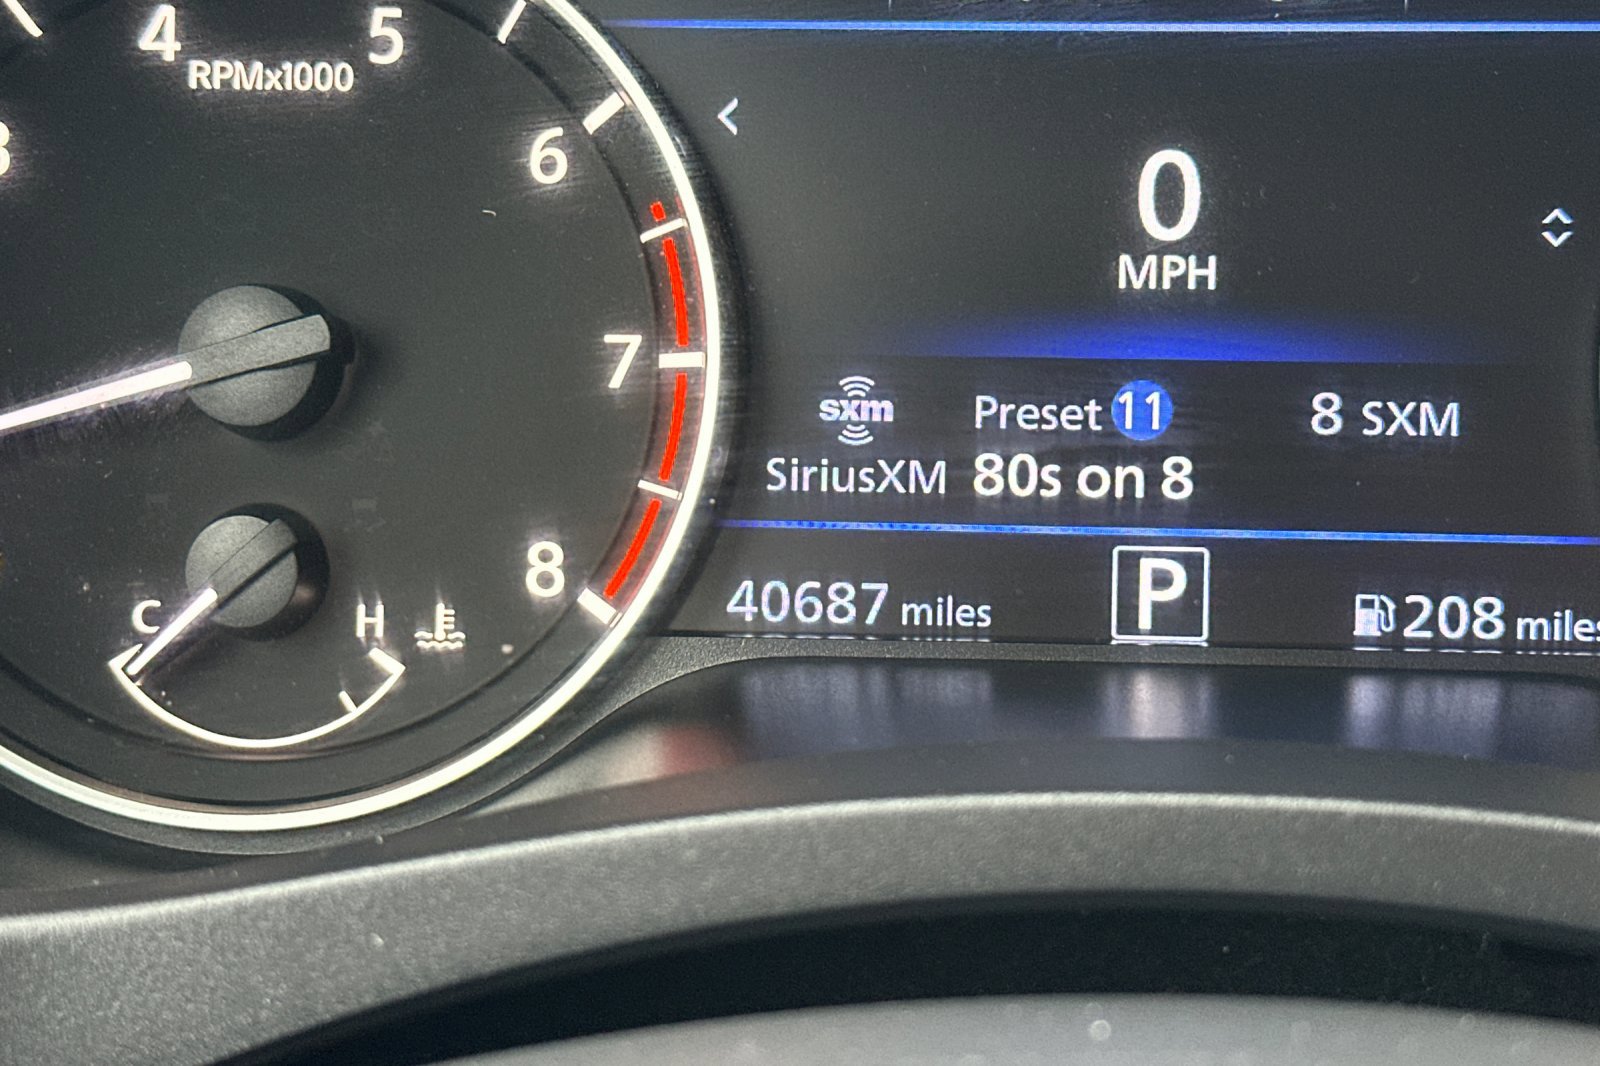 4 5
RPMx1000
3
6
7
8
C H
0
MPH
sxm Preset 11 8 SXM
SiriusXM 80s on 8
40687 miles P 208 miles